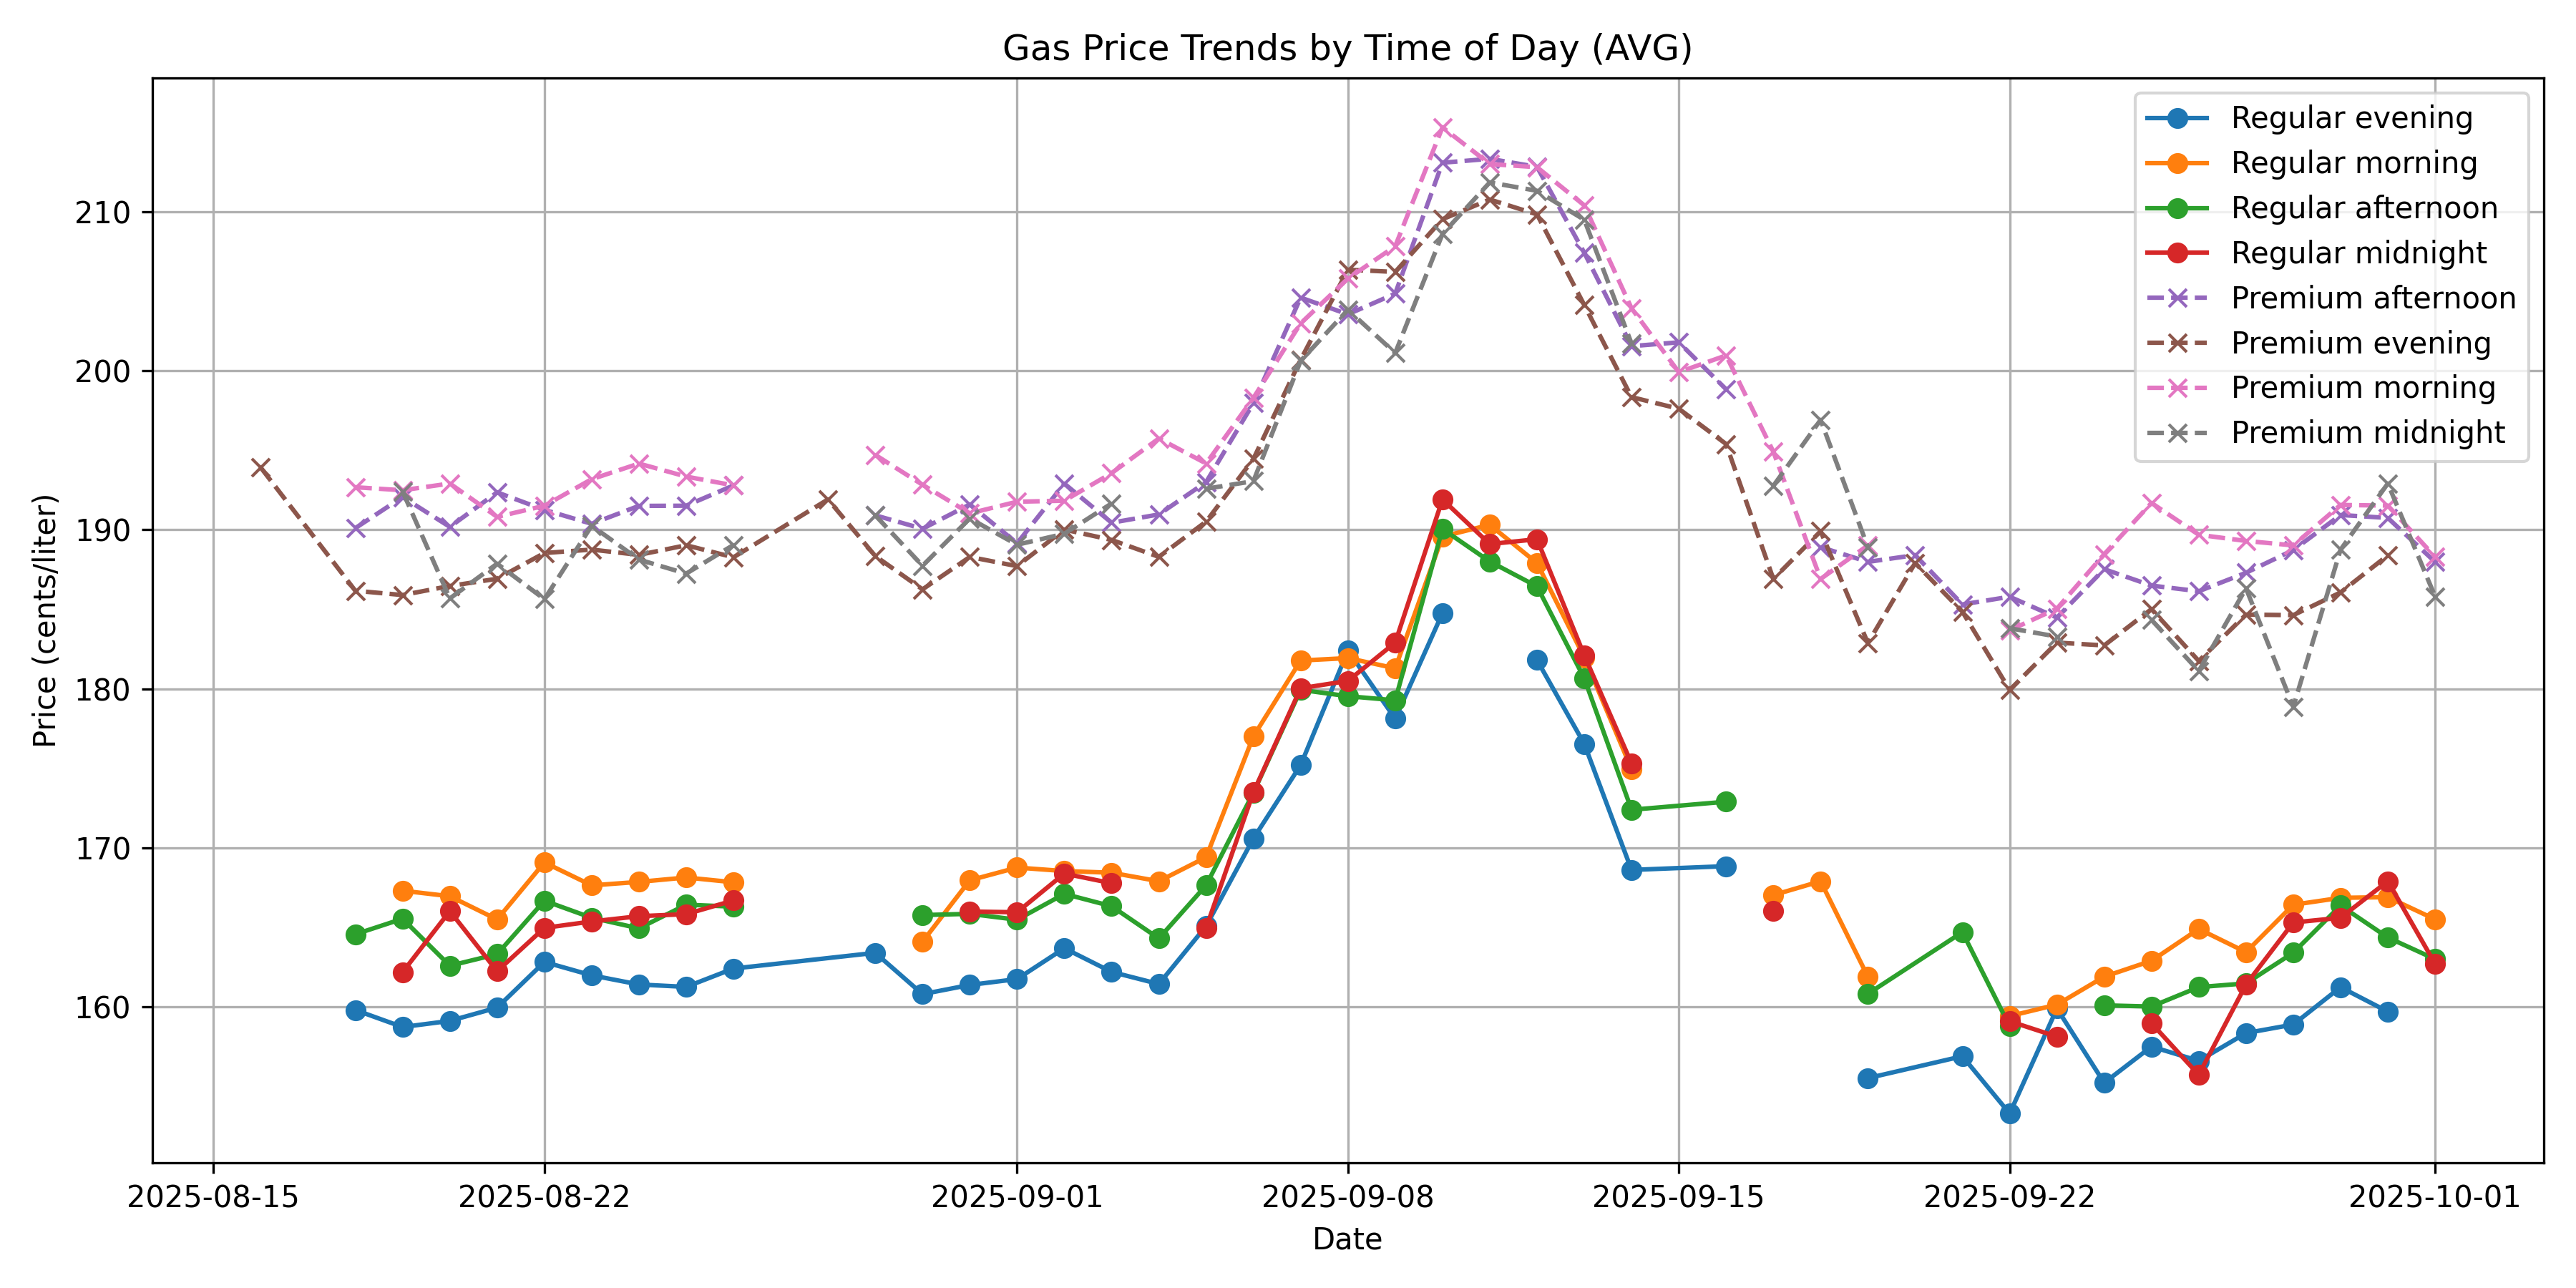 Gas Price Trends by Time of Day (AVG)
Regular evening
Regular morning
Regular afternoon
Regular midnight
Premium afternoon
Premium evening
Premium morning
Premium midnight
Price (cents/liter)
210
200
190
180
170
160
2025-08-15 2025-08-22 2025-09-01 2025-09-08 2025-09-15 2025-09-22 2025-10-01
Date